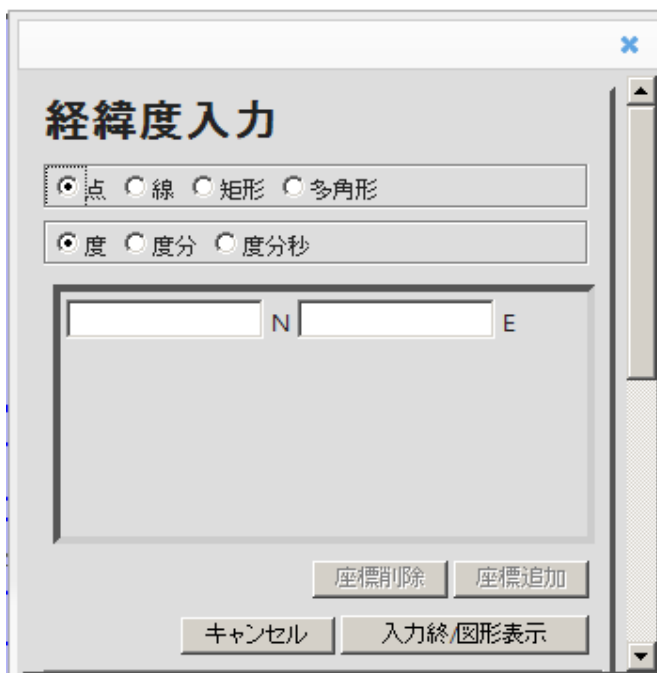 経緯度入力
点 線 矩形 多角形
度 度分 度分秒
N E
座標削除 座標追加
キャンセル 入力終/図形表示